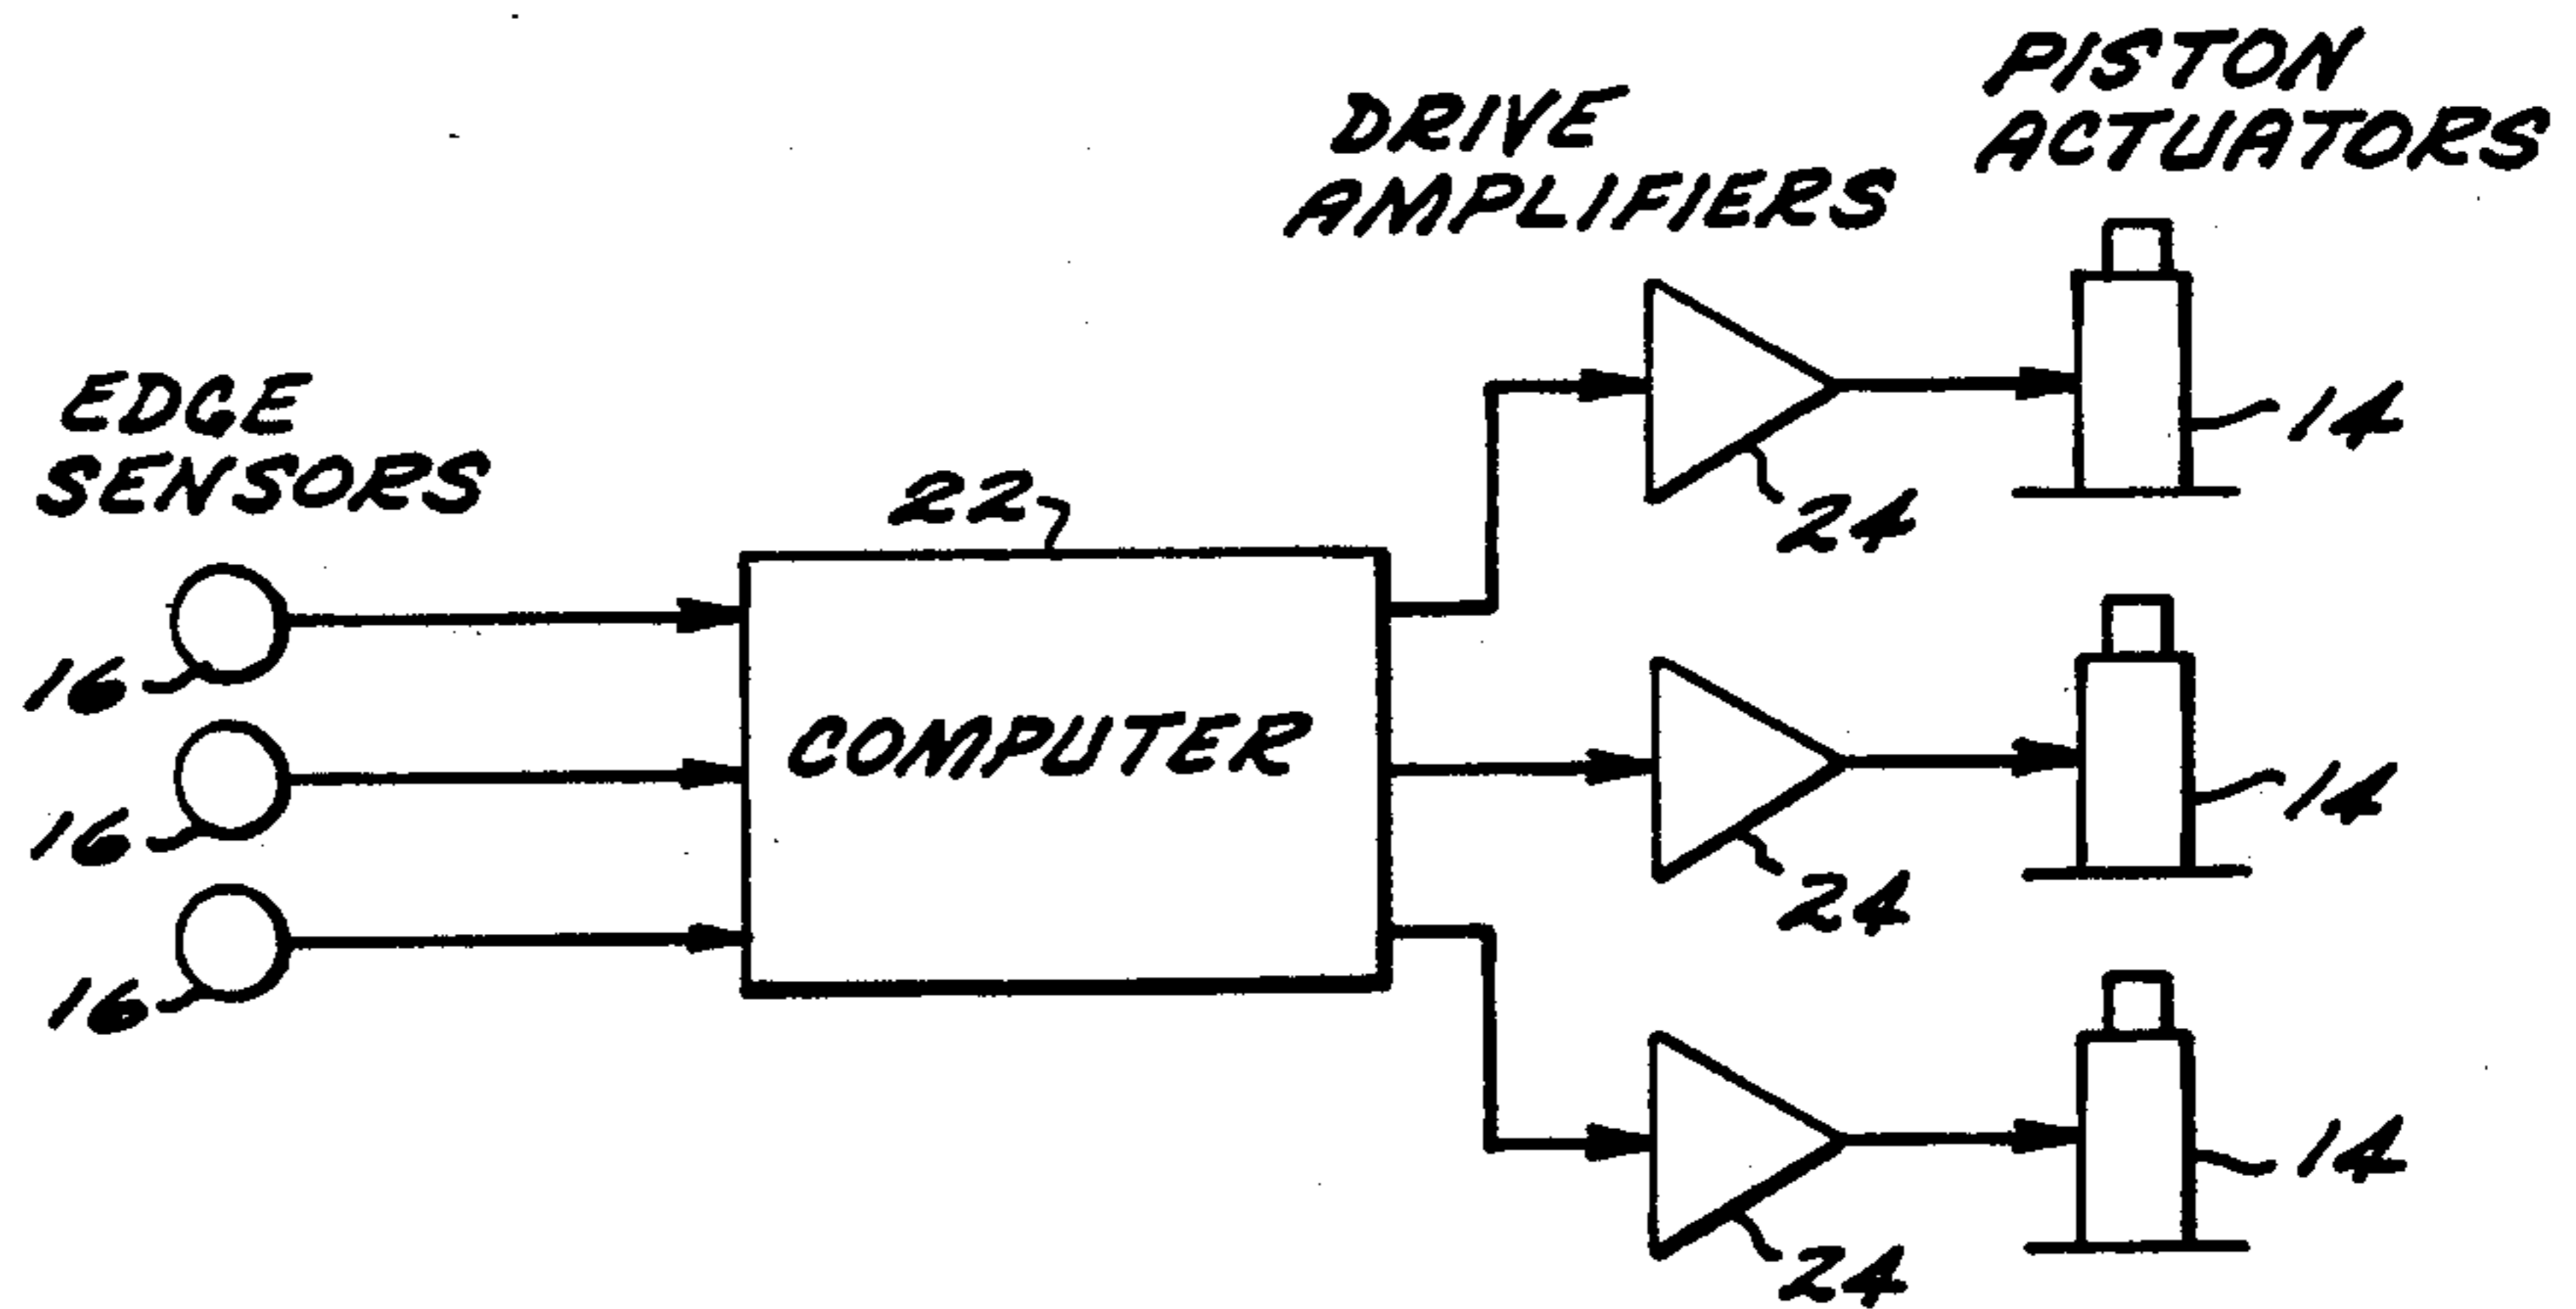 PISTON
ACTUATORS
DRIVE
AMPLIFIERS
EDGE
SENSORS
14
22
24
16
COMPUTER
14
16
24
16
14
24